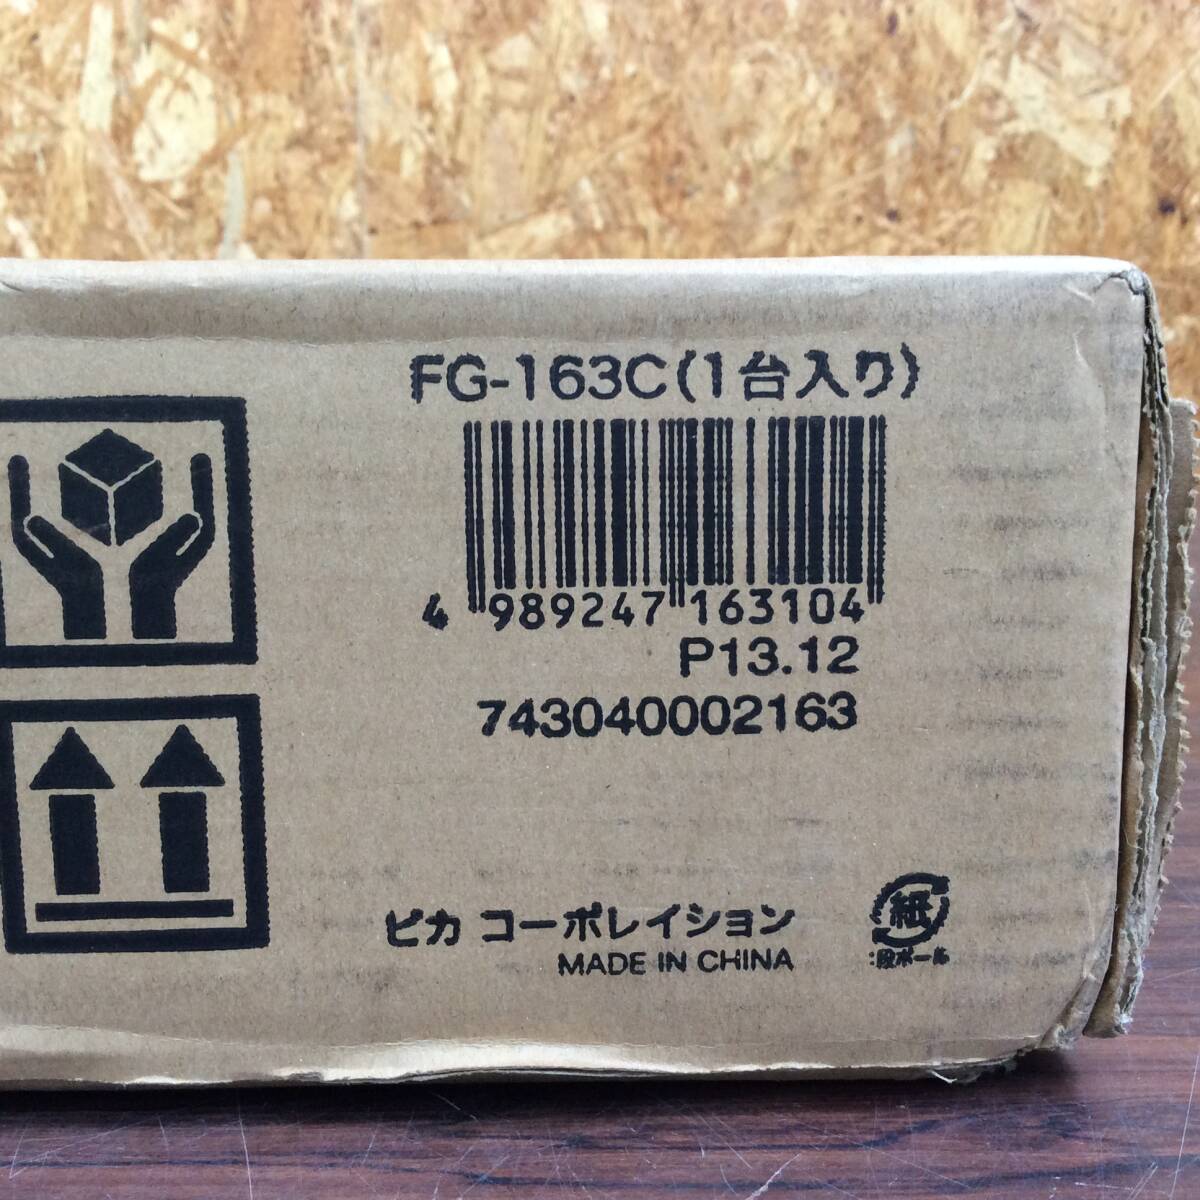 FG-163C(1台入り)
4 989247 163104
P13.12
743040002163
ピカ コーポレイション
MADE IN CHINA
紙
:段ボール